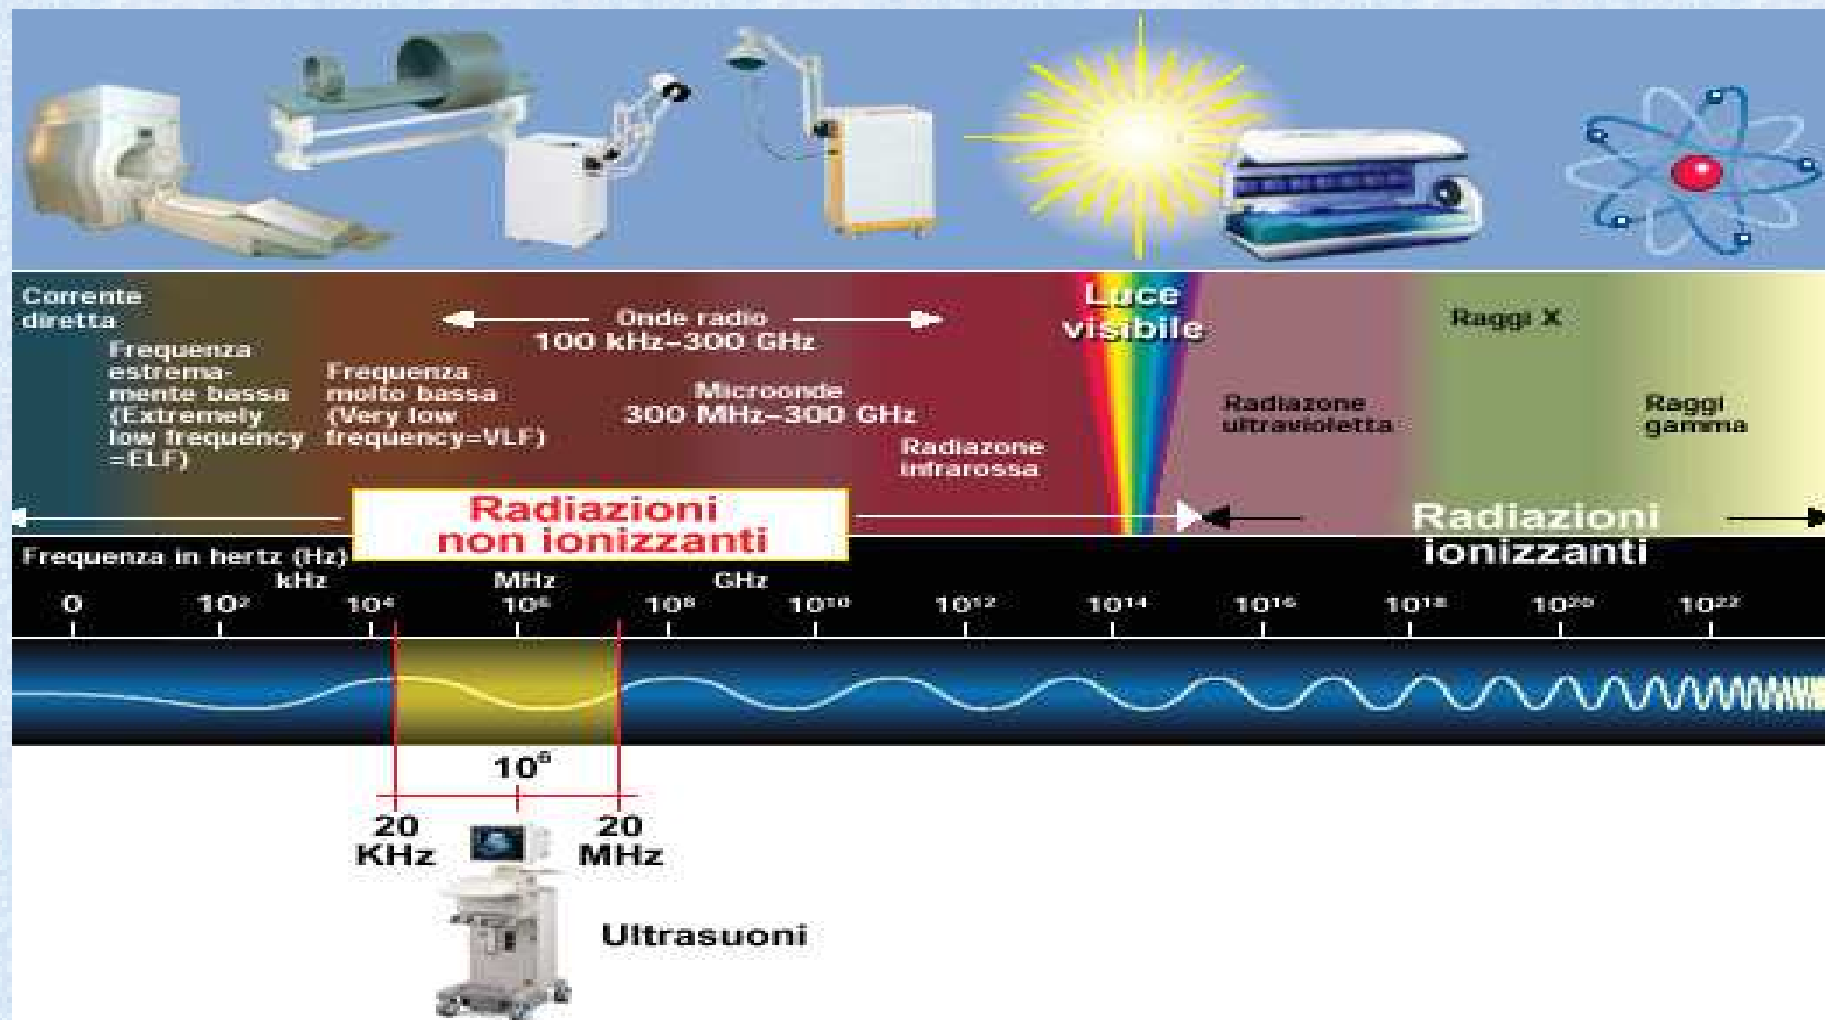 Corrente
diretta
Frequenza
estrema-
mente bassa
(Extremely
low frequency
=ELF)
Frequenza
molto bassa
(Very low
frequency=VLF)
Onde radio
100 kHz–300 GHz
Microonde
300 MHz–300 GHz
Radiazone
infrarossa
Luce
visibile
Radiazone
ultravioletta
Raggi X
Raggi
gamma
Radiazioni
non ionizzanti
Radiazioni
ionizzanti
Frequenza in hertz (Hz)
kHz MHz GHz
0 10² 10⁴ 10⁶ 10⁸ 10¹⁰ 10¹² 10¹⁴ 10¹⁶ 10¹⁸ 10²⁰ 10²²
10⁶
20
KHz
20
MHz
Ultrasuoni